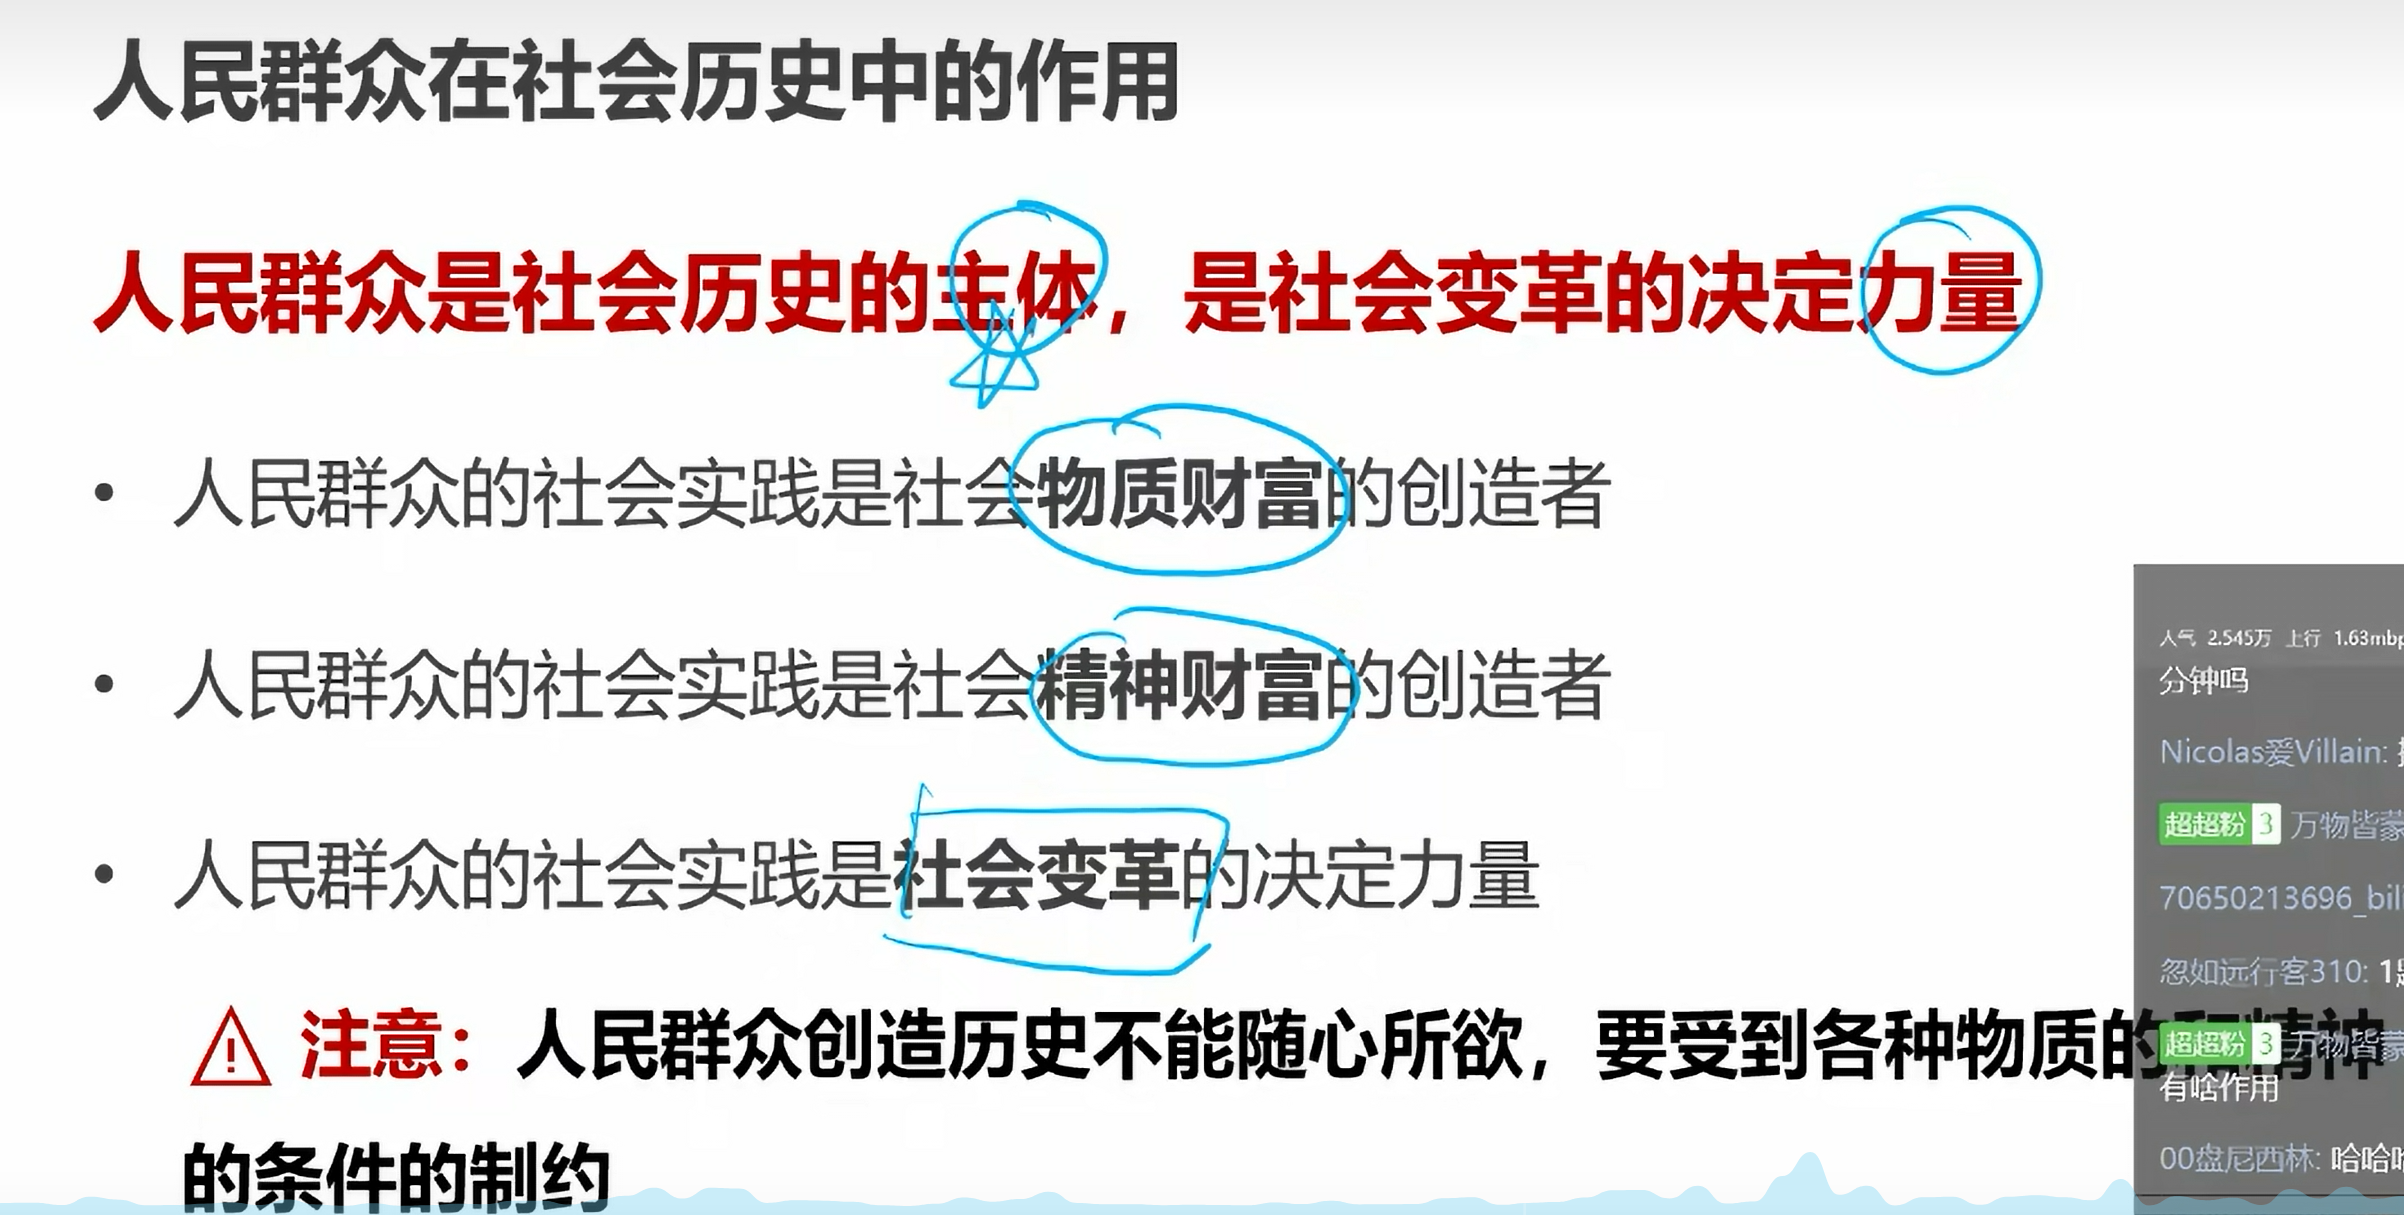 人民群众在社会历史中的作用
人民群众是社会历史的主体，是社会变革的决定力量
• 人民群众的社会实践是社会物质财富的创造者
• 人民群众的社会实践是社会精神财富的创造者
• 人民群众的社会实践是社会变革的决定力量
注意：人民群众创造历史不能随心所欲，要受到各种物质的和精神
的条件的制约
人气 2.545万 上行 1.63mbp
分钟吗
Nicolas爱Villain:
超超粉 3 万物皆蒙
70650213696_bili
忽如远行客310: 1
超超粉 3 万物皆蒙
有啥作用
00盘尼西林: 哈哈哈